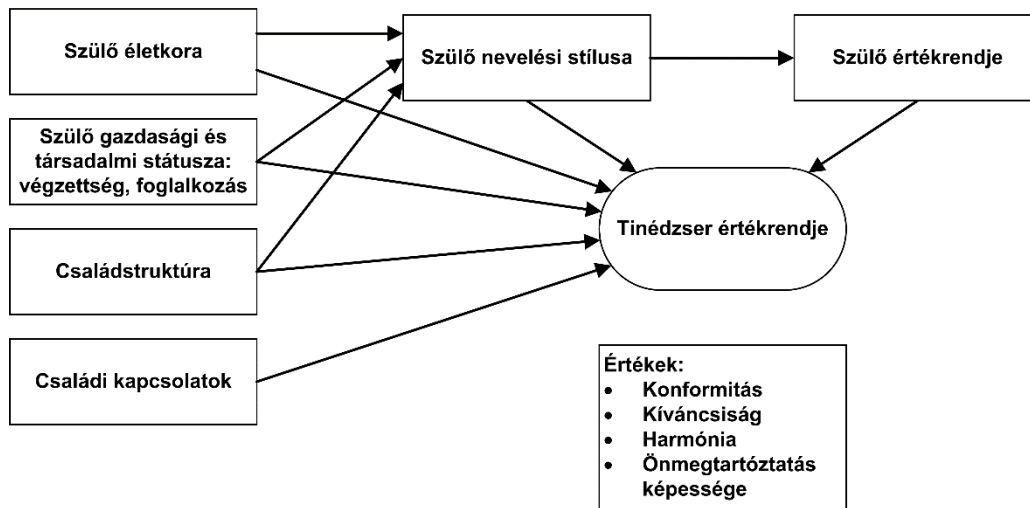 Szülő életkora
Szülő nevelési stílusa
Szülő értékrendje
Szülő gazdasági és
társadalmi státusza:
végzettség, foglalkozás
Tinédzser értékrendje
Családstruktúra
Családi kapcsolatok
Értékek:
• Konformitás
• Kíváncsiság
• Harmónia
• Önmegtartóztatás
képessége